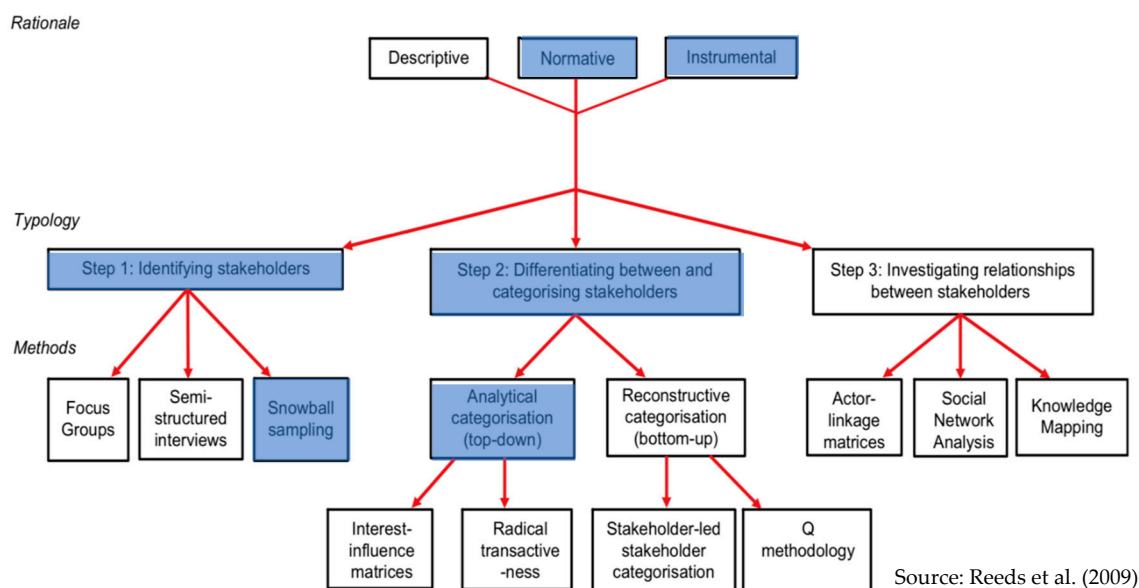 Rationale
Descriptive
Normative
Instrumental
Typology
Step 1: Identifying stakeholders
Step 2: Differentiating between and
categorising stakeholders
Step 3: Investigating relationships
between stakeholders
Methods
Focus
Groups
Semi-
structured
interviews
Snowball
sampling
Analytical
categorisation
(top-down)
Reconstructive
categorisation
(bottom-up)
Actor-
linkage
matrices
Social
Network
Analysis
Knowledge
Mapping
Interest-
influence
matrices
Radical
transactive
-ness
Stakeholder-led
stakeholder
categorisation
Q
methodology
Source: Reeds et al. (2009)